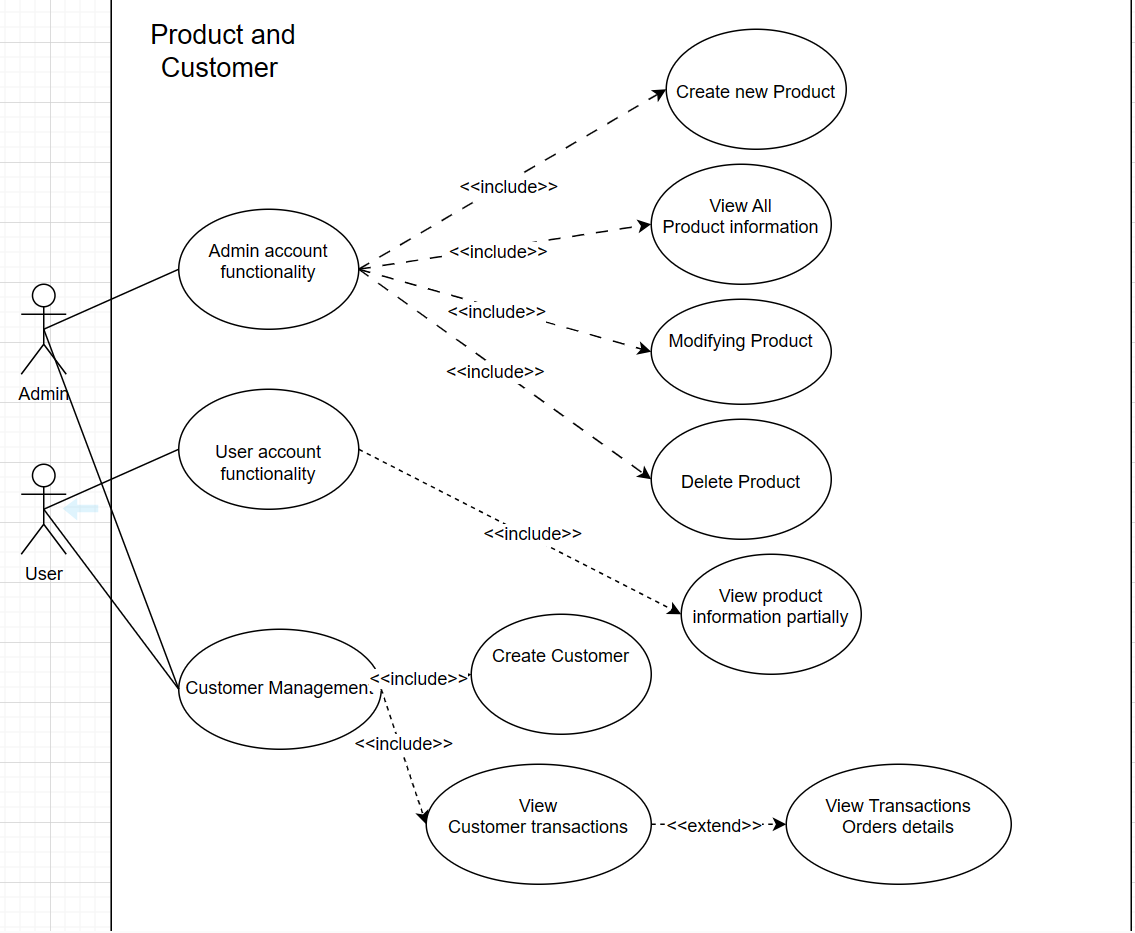 Product and
Customer
Create new Product
<<include>>
View All
Product information
<<include>>
Admin account
functionality
<<include>>
Modifying Product
<<include>>
Admin
User account
functionality
Delete Product
<<include>>
User
View product
information partially
Create Customer
Customer Management
<<include>>
<<include>>
View
Customer transactions
<<extend>>
View Transactions
Orders details